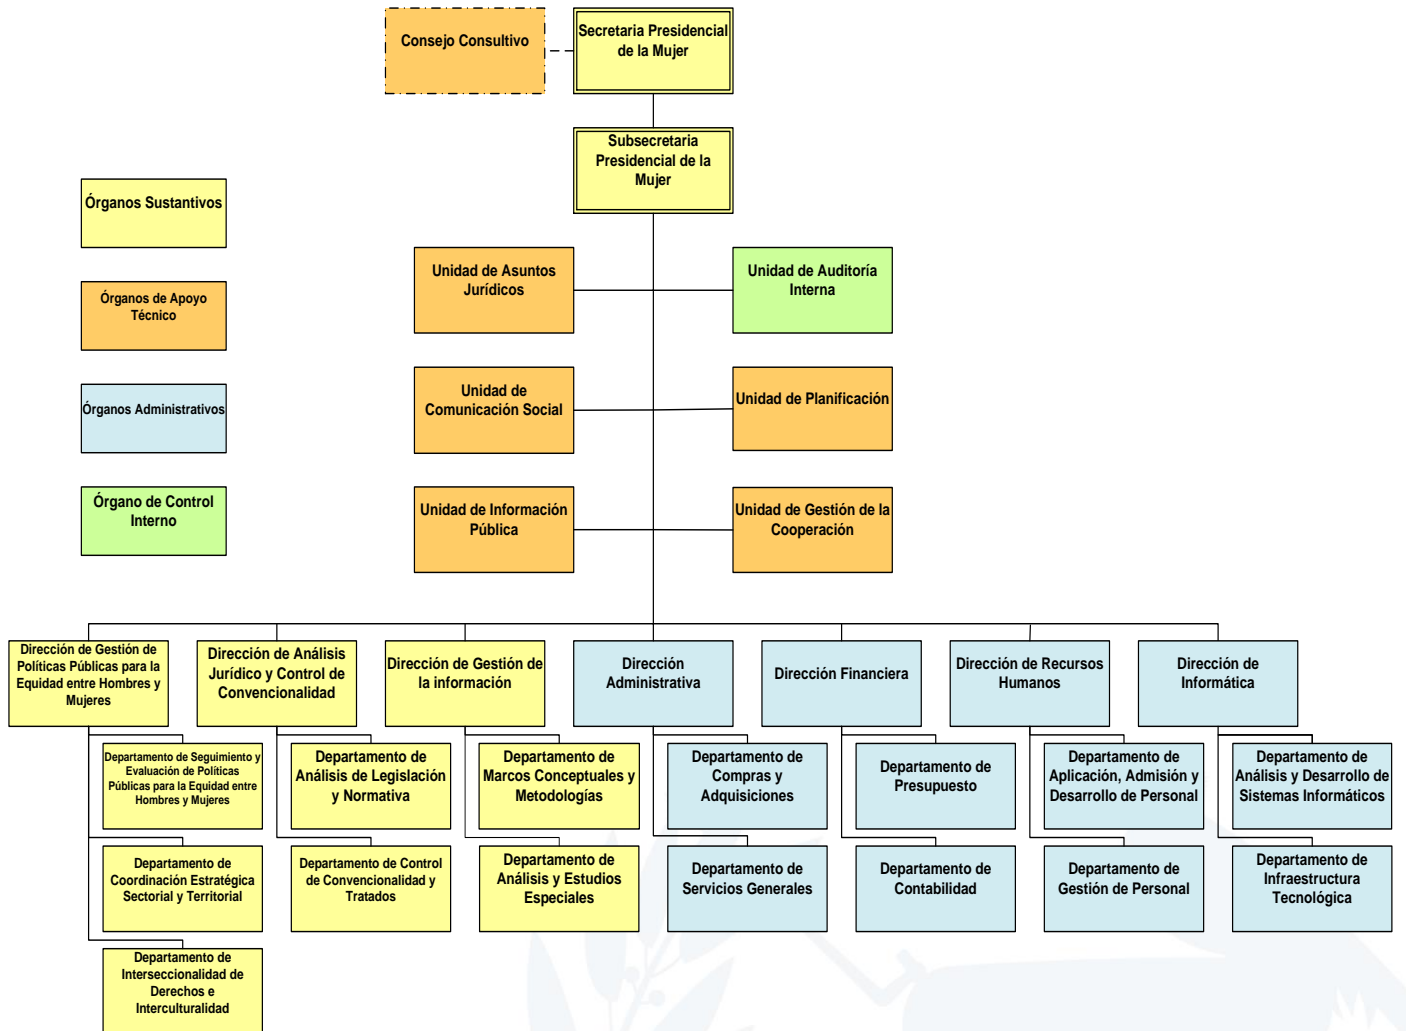 Consejo Consultivo
Secretaria Presidencial
de la Mujer
Subsecretaria
Presidencial de la
Mujer
Órganos Sustantivos
Órganos de Apoyo
Técnico
Órganos Administrativos
Órgano de Control
Interno
Unidad de Asuntos
Jurídicos
Unidad de Auditoría
Interna
Unidad de
Comunicación Social
Unidad de Planificación
Unidad de Información
Pública
Unidad de Gestión de la
Cooperación
Dirección de Gestión de
Políticas Públicas para la
Equidad entre Hombres y
Mujeres
Dirección de Análisis
Jurídico y Control de
Convencionalidad
Dirección de Gestión de
la información
Dirección
Administrativa
Dirección Financiera
Dirección de Recursos
Humanos
Dirección de
Informática
Departamento de Seguimiento y
Evaluación de Políticas
Públicas para la Equidad entre
Hombres y Mujeres
Departamento de
Análisis de Legislación
y Normativa
Departamento de
Marcos Conceptuales y
Metodologías
Departamento de
Compras y
Adquisiciones
Departamento de
Presupuesto
Departamento de
Aplicación, Admisión y
Desarrollo de Personal
Departamento de
Análisis y Desarrollo de
Sistemas Informáticos
Departamento de
Coordinación Estratégica
Sectorial y Territorial
Departamento de Control
de Convencionalidad y
Tratados
Departamento de
Análisis y Estudios
Especiales
Departamento de
Servicios Generales
Departamento de
Contabilidad
Departamento de
Gestión de Personal
Departamento de
Infraestructura
Tecnológica
Departamento de
Interseccionalidad de
Derechos e
Interculturalidad